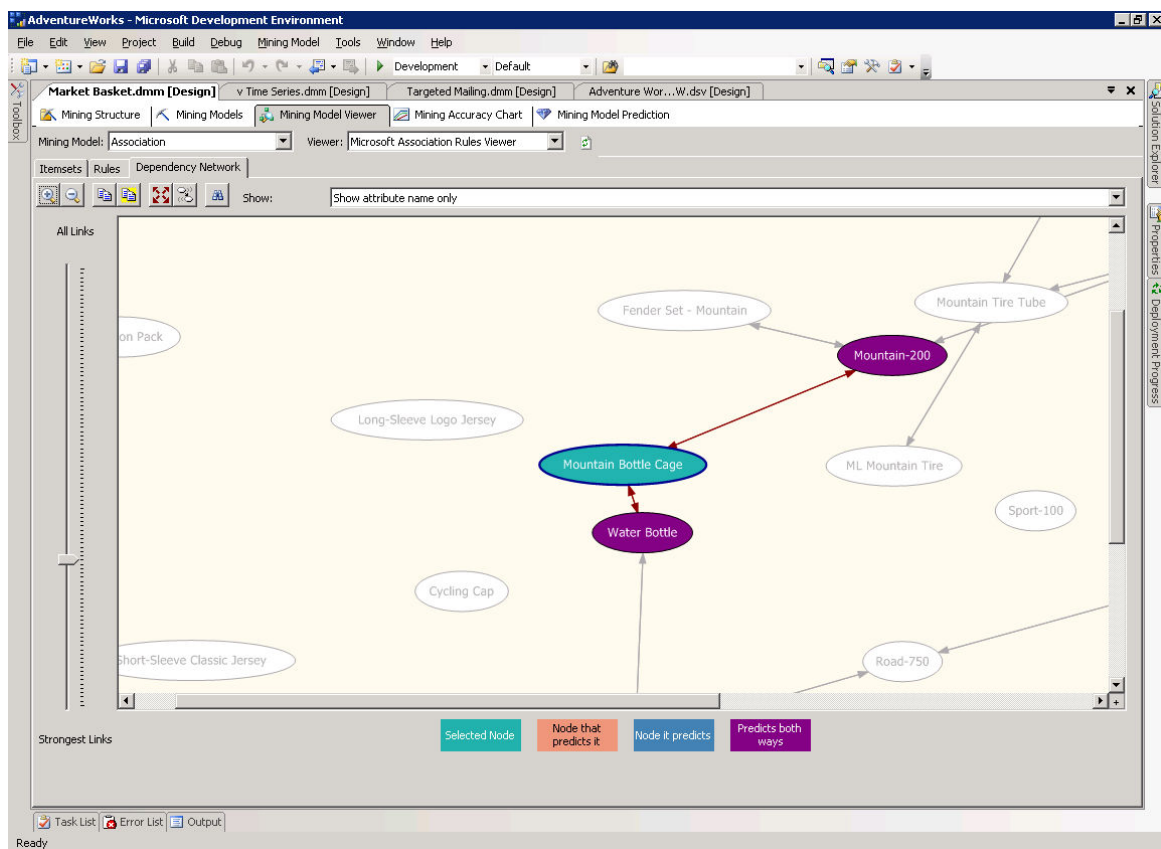 AdventureWorks - Microsoft Development Environment
File Edit View Project Build Debug Mining Model Tools Window Help
Development Default
Market Basket.dmm [Design] v Time Series.dmm [Design] Targeted Mailing.dmm [Design] Adventure Wor...W.dsv [Design]
Mining Structure Mining Models Mining Model Viewer Mining Accuracy Chart Mining Model Prediction
Mining Model: Association Viewer: Microsoft Association Rules Viewer
Itemsets Rules Dependency Network
Show: Show attribute name only
Toolbox
Solution Explorer
Properties
Deployment Progress
All Links
Mountain Tire Tube
Fender Set - Mountain
on Pack
Mountain-200
Long-Sleeve Logo Jersey
Mountain Bottle Cage
ML Mountain Tire
Sport-100
Water Bottle
Cycling Cap
Short-Sleeve Classic Jersey
Road-750
Strongest Links
Selected Node
Node that
predicts it
Node it predicts
Predicts both
ways
Task List Error List Output
Ready